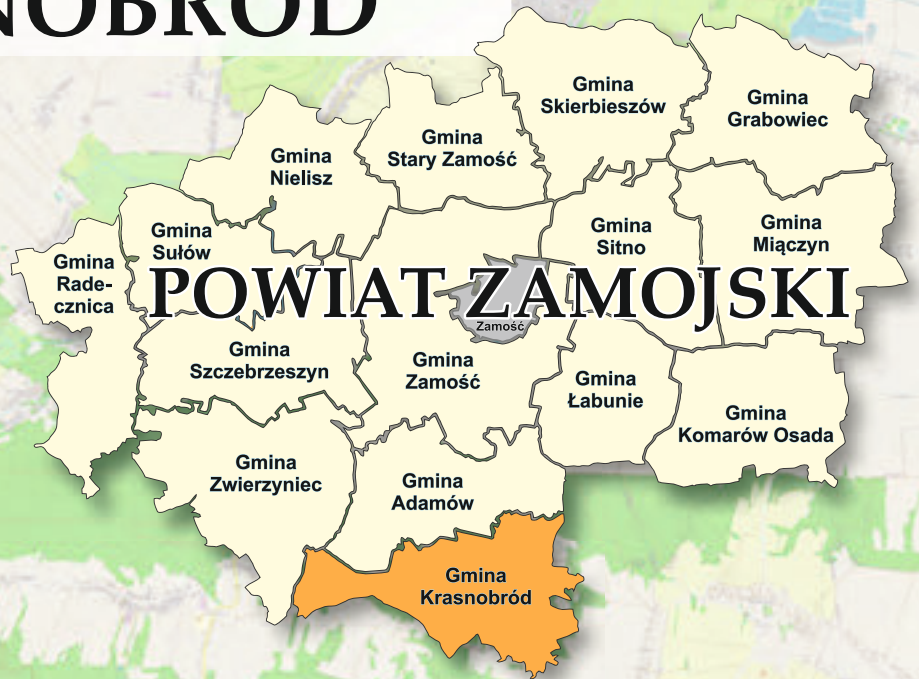 NOBRÓD
Gmina
Skierbieszów
Gmina
Grabowiec
Gmina
Stary Zamość
Gmina
Nielisz
Gmina
Sułów
Gmina
Sitno
Gmina
Miączyn
Gmina
Rade-
cznica
POWIAT ZAMOJSKI
Zamość
Gmina
Szczebrzeszyn
Gmina
Zamość
Gmina
Łabunie
Gmina
Komarów Osada
Gmina
Zwierzyniec
Gmina
Adamów
Gmina
Krasnobród